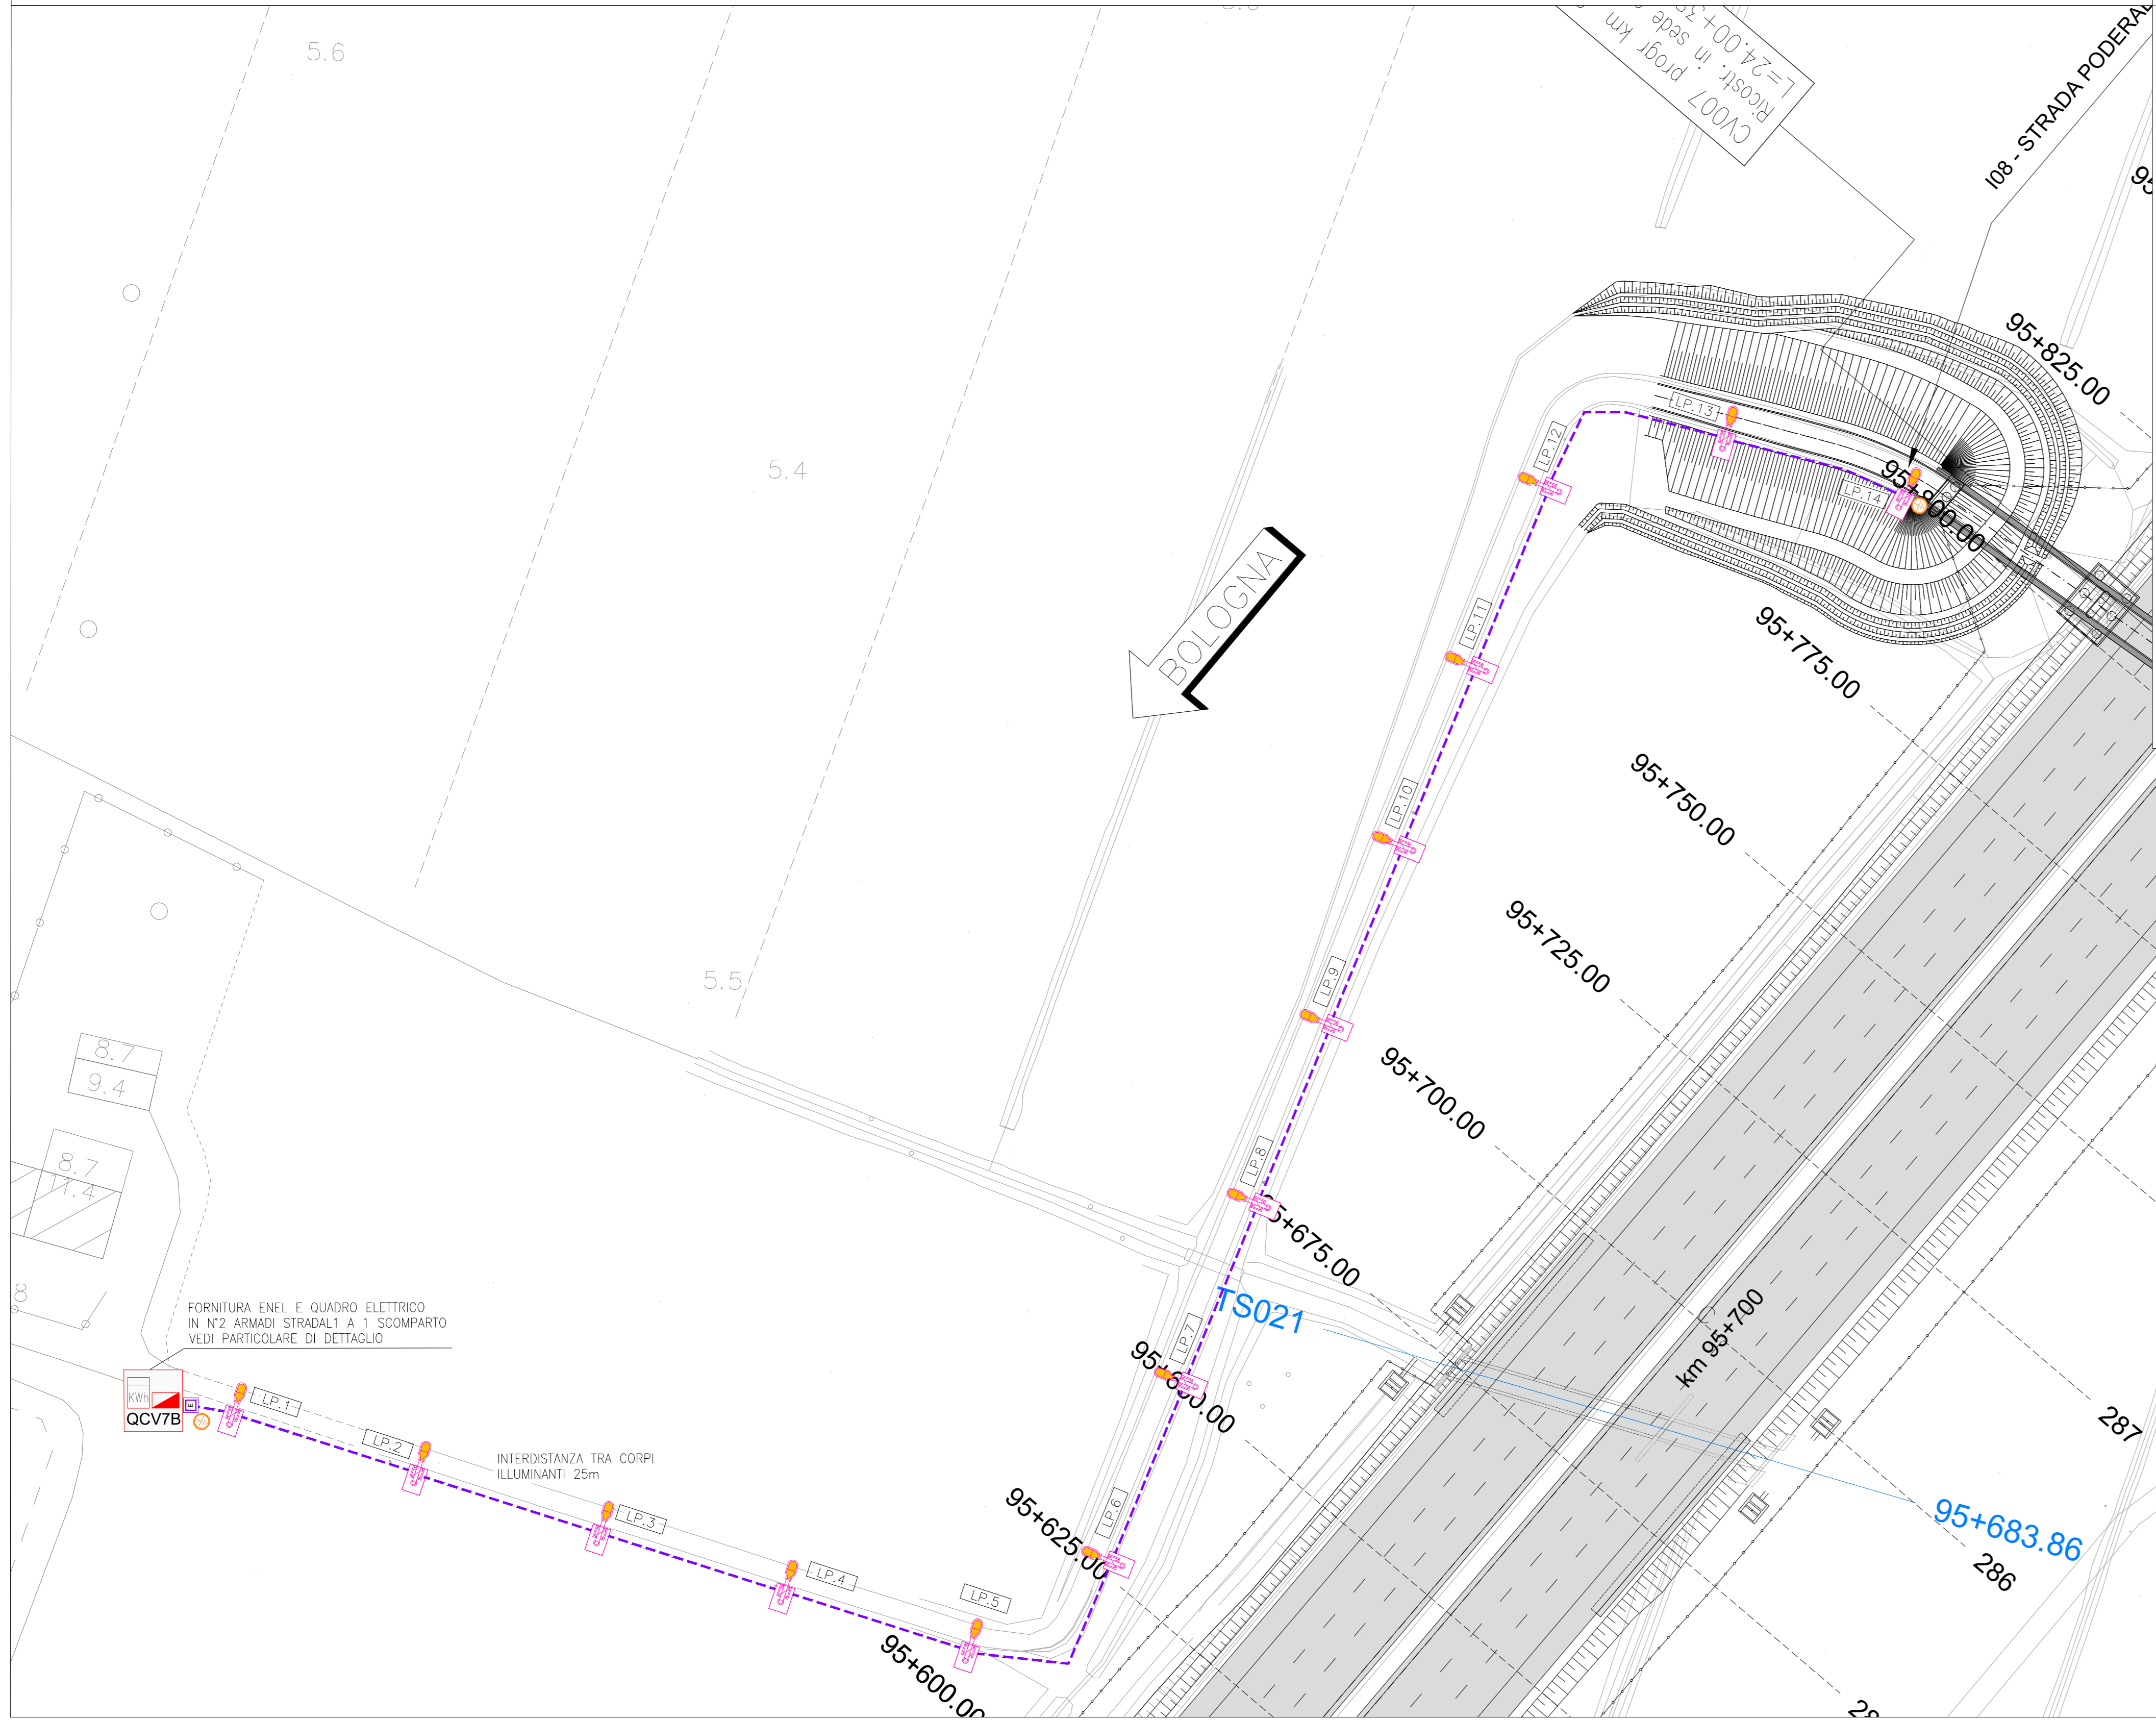 5.6
CV007 progr km
Ricostr. in sede
L=24.00+
I08 - STRADA PODERAL
95+825.00
LP.13
LP.12
5.4
95+800.00
LP.14
BOLOGNA
LP.11
95+775.00
95+750.00
LP.10
95+725.00
LP.9
5.5
95+700.00
8.7
9.4
LP.8
8.7
11.4
95+675.00
TS021
8
FORNITURA ENEL E QUADRO ELETTRICO
IN N°2 ARMADI STRADAL1 A 1 SCOMPARTO
VEDI PARTICOLARE DI DETTAGLIO
LP.7
km 95+700
KWh
QCV7B
E
LP.1
287
LP.2
INTERDISTANZA TRA CORPI
ILLUMINANTI 25m
LP.6
LP.3
95+625.00
95+683.86
286
LP.4
LP.5
95+600.00